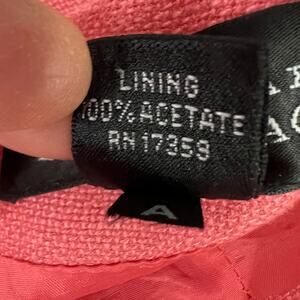 LINING
100% ACETATE
RN 17359
A